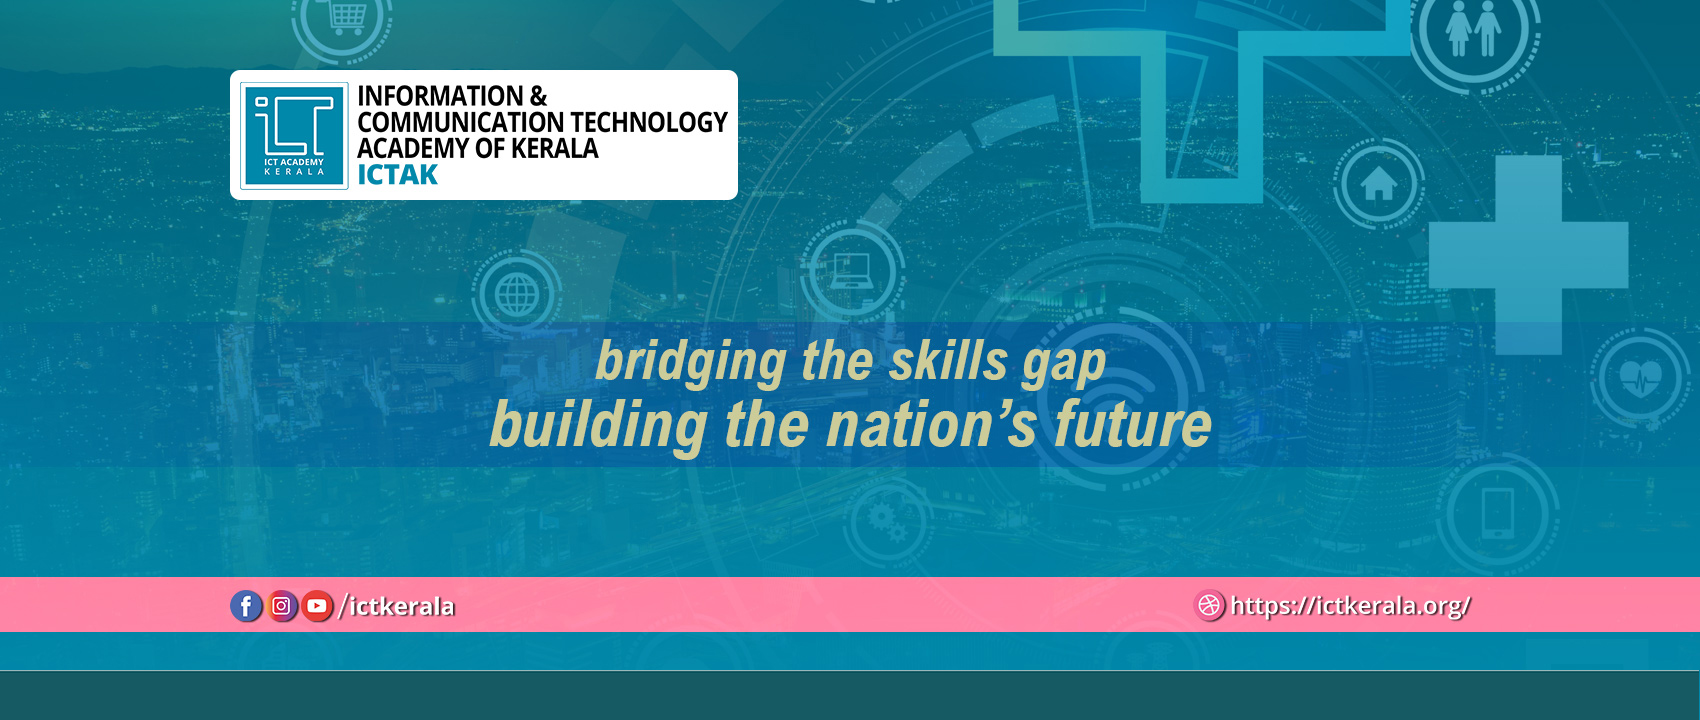 ICT ACADEMY
KERALA
INFORMATION &
COMMUNICATION TECHNOLOGY
ACADEMY OF KERALA
ICTAK
bridging the skills gap
building the nation’s future
/ictkerala
https://ictkerala.org/